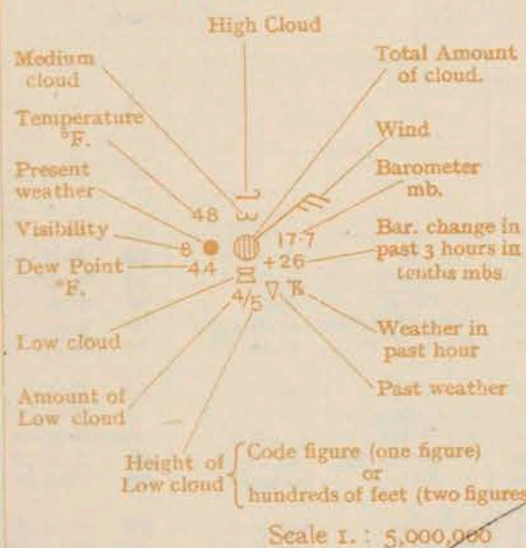 High Cloud
Medium
cloud
Total Amount
of cloud.
Temperature
°F.
Wind
Present
weather
Barometer
mb.
48
Visibility
8
17·7
Bar. change in
past 3 hours in
tenths mbs
Dew Point
°F.
44
+26
4/5
Low cloud
Weather in
past hour
Amount of
Low cloud
Past weather
Height of
Low cloud
Code figure (one figure)
or
hundreds of feet (two figures
Scale 1. : 5,000,000